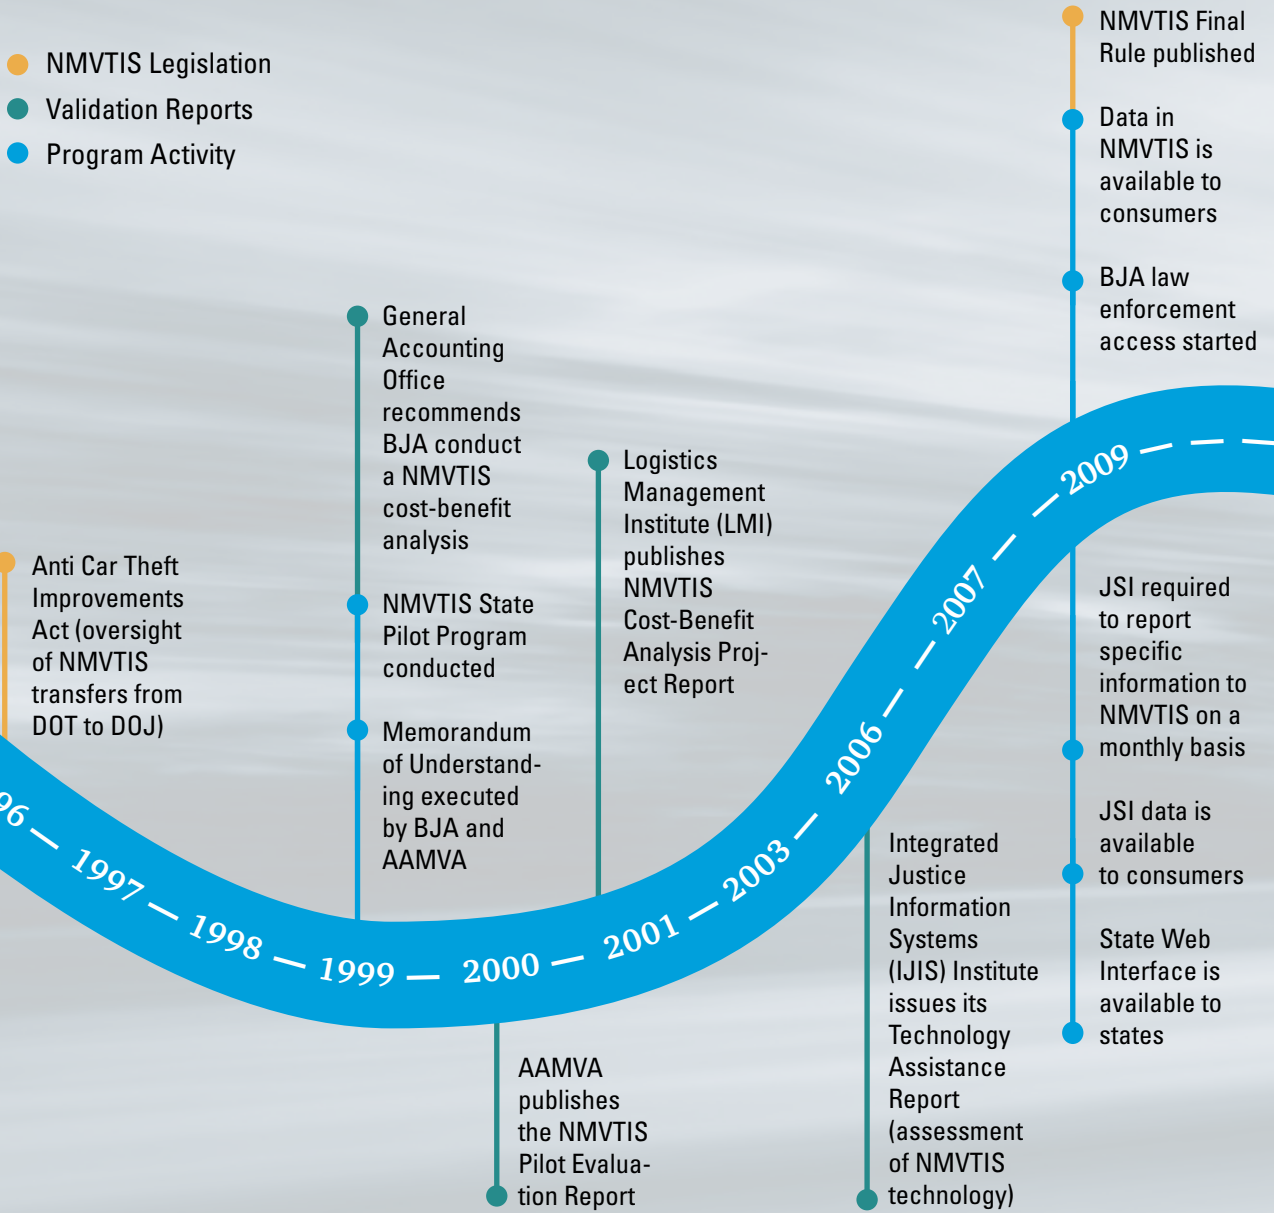 NMVTIS Legislation
Validation Reports
Program Activity
Anti Car Theft
Improvements
Act (oversight
of NMVTIS
transfers from
DOT to DOJ)
General
Accounting
Office
recommends
BJA conduct
a NMVTIS
cost-benefit
analysis
NMVTIS State
Pilot Program
conducted
Memorandum
of Understand-
ing executed
by BJA and
AAMVA
Logistics
Management
Institute (LMI)
publishes
NMVTIS
Cost-Benefit
Analysis Proj-
ect Report
NMVTIS Final
Rule published
Data in
NMVTIS is
available to
consumers
BJA law
enforcement
access started
96
1997
1998
1999
2000
2001
2003
2006
2007
2009
AAMVA
publishes
the NMVTIS
Pilot Evalua-
tion Report
Integrated
Justice
Information
Systems
(IJIS) Institute
issues its
Technology
Assistance
Report
(assessment
of NMVTIS
technology)
JSI required
to report
specific
information to
NMVTIS on a
monthly basis
JSI data is
available
to consumers
State Web
Interface is
available to
states